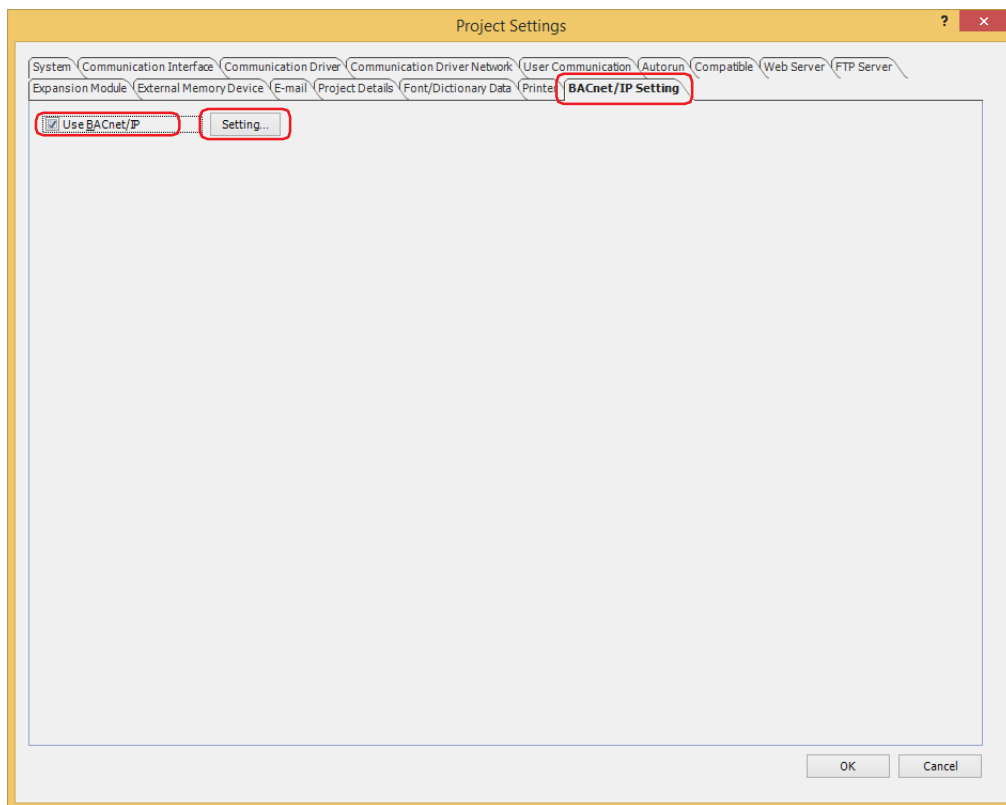 Project Settings
?
System Communication Interface Communication Driver Communication Driver Network User Communication Autorun Compatible Web Server FTP Server
Expansion Module External Memory Device E-mail Project Details Font/Dictionary Data Printer BACnet/IP Setting
Use BACnet/IP Setting...
OK Cancel